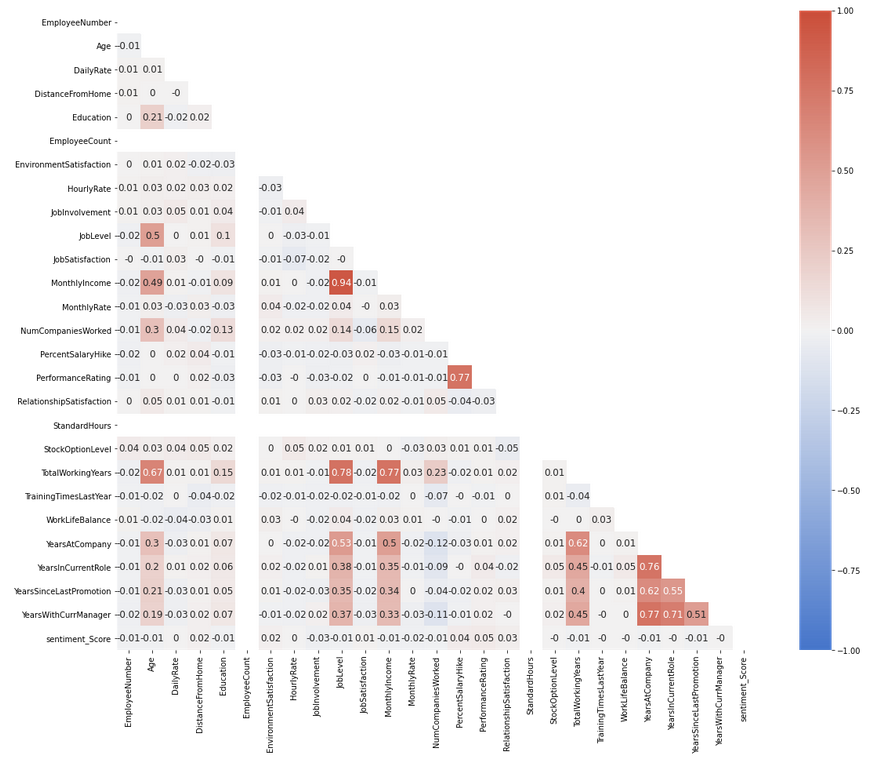 EmployeeNumber
Age -0.01
DailyRate 0.01 0.01
DistanceFromHome 0.01 0 -0
Education 0 0.21 -0.02 0.02
EmployeeCount
EnvironmentSatisfaction 0 0.01 0.02 -0.02 -0.03
HourlyRate 0.01 0.03 0.02 0.03 0.02 -0.03
JobInvolvement 0.01 0.03 0.05 0.01 0.04 -0.01 0.04
JobLevel -0.02 0.5 0 0.01 0.1 0 -0.03 -0.01
JobSatisfaction -0 -0.01 0.03 -0 -0.01 -0.01 -0.07 -0.02 -0
MonthlyIncome -0.02 0.49 0.01 -0.01 0.09 0.01 0 -0.02 0.94 -0.01
MonthlyRate -0.01 0.03 -0.03 0.03 -0.03 0.04 -0.02 -0.02 0.04 -0 0.03
NumCompaniesWorked -0.01 0.3 0.04 -0.02 0.13 0.02 0.02 0.02 0.14 -0.06 0.15 0.02
PercentSalaryHike -0.02 0 0.02 0.04 -0.01 -0.03 -0.01 -0.02 -0.03 0.02 -0.03 -0.01 -0.01
PerformanceRating -0.01 0 0 0.02 -0.03 -0.03 -0 -0.03 -0.02 0 -0.01 -0.01 -0.01 0.77
RelationshipSatisfaction 0 0.05 0.01 0.01 -0.01 0.01 0 0.03 0.02 -0.02 0.02 -0.01 0.05 -0.04 -0.03
StandardHours
StockOptionLevel 0.04 0.03 0.04 0.05 0.02 0 0.05 0.02 0.01 0.01 0 -0.03 0.03 0.01 0.01 -0.05
TotalWorkingYears -0.02 0.67 0.01 0.01 0.15 0.01 0.01 -0.01 0.78 -0.02 0.77 0.03 0.23 -0.02 0.01 0.02 0.01
TrainingTimesLastYear -0.01 -0.02 0 -0.04 -0.02 -0.02 -0.01 -0.02 -0.02 -0.01 -0.02 0 -0.07 -0 -0.01 0 0.01 -0.04
WorkLifeBalance 0.01 -0.02 -0.04 -0.03 0.01 0.03 -0 -0.02 0.04 -0.02 0.03 0.01 -0 -0.01 0 0.02 -0 0 0.03
YearsAtCompany -0.01 0.3 -0.03 0.01 0.07 0 -0.02 -0.02 0.53 -0.01 0.5 -0.02 -0.12 -0.03 0.01 0.02 0.01 0.62 0 0.01
YearsInCurrentRole -0.01 0.2 0.01 0.02 0.06 0.02 -0.02 0.01 0.38 -0.01 0.35 -0.01 -0.09 -0 0.04 -0.02 0.05 0.45 -0.01 0.05 0.76
YearsSinceLastPromotion -0.01 0.21 -0.03 0.01 0.05 0.01 -0.02 -0.03 0.35 -0.02 0.34 0 -0.04 -0.02 0.02 0.03 0.01 0.4 0 0.01 0.62 0.55
YearsWithCurrManager -0.02 0.19 -0.03 0.02 0.07 -0 -0.01 0.02 0.37 -0.02 0.33 -0.03 -0.11 -0.01 0.02 -0 0.02 0.45 -0 0 0.77 0.71 0.51
sentiment_Score -0.01 -0.01 0 0.02 -0.01 0.02 0 -0.03 -0.01 0.01 -0.01 -0.02 -0.01 0.04 0.05 0.03 -0 -0.01 -0 -0 -0.01 -0 -0.01 -0
EmployeeNumber
Age
DailyRate
DistanceFromHome
Education
EmployeeCount
EnvironmentSatisfaction
HourlyRate
JobInvolvement
JobLevel
JobSatisfaction
MonthlyIncome
MonthlyRate
NumCompaniesWorked
PercentSalaryHike
PerformanceRating
RelationshipSatisfaction
StandardHours
StockOptionLevel
TotalWorkingYears
TrainingTimesLastYear
WorkLifeBalance
YearsAtCompany
YearsInCurrentRole
YearsSinceLastPromotion
YearsWithCurrManager
sentiment_Score
1.00
0.75
0.50
0.25
0.00
−0.25
−0.50
−0.75
−1.00